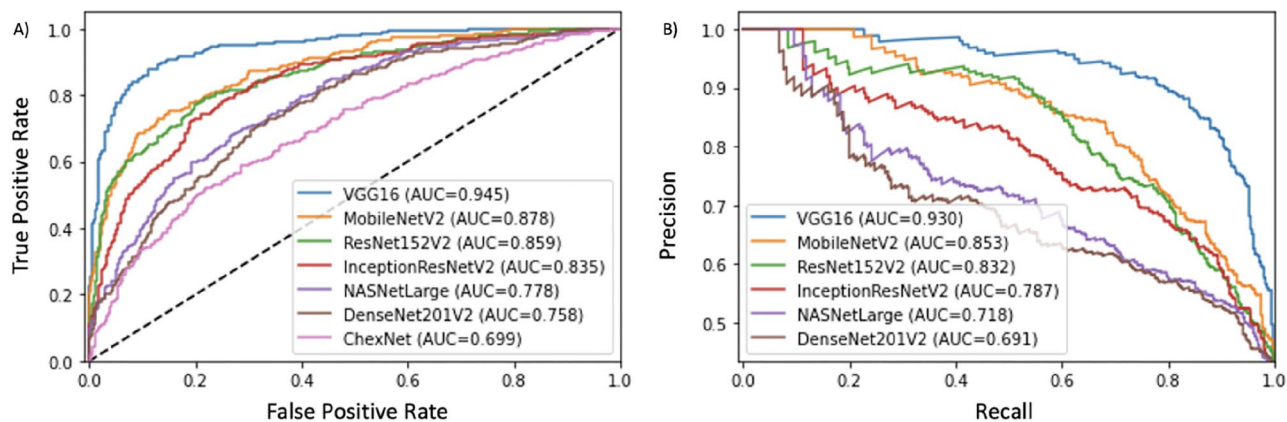 A)
True Positive Rate
1.0
0.8
0.6
0.4
0.2
0.0
VGG16 (AUC=0.945)
MobileNetV2 (AUC=0.878)
ResNet152V2 (AUC=0.859)
InceptionResNetV2 (AUC=0.835)
NASNetLarge (AUC=0.778)
DenseNet201V2 (AUC=0.758)
ChexNet (AUC=0.699)
0.0 0.2 0.4 0.6 0.8 1.0
False Positive Rate
B)
Precision
1.0
0.9
0.8
0.7
0.6
0.5
VGG16 (AUC=0.930)
MobileNetV2 (AUC=0.853)
ResNet152V2 (AUC=0.832)
InceptionResNetV2 (AUC=0.787)
NASNetLarge (AUC=0.718)
DenseNet201V2 (AUC=0.691)
0.0 0.2 0.4 0.6 0.8 1.0
Recall